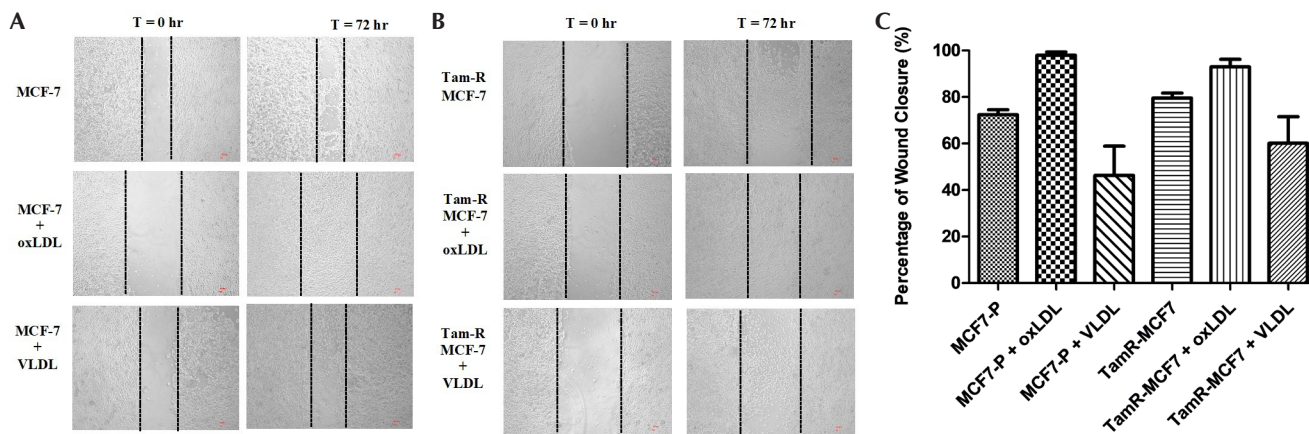 A
T = 0 hr
T = 72 hr
MCF-7
MCF-7
+
oxLDL
MCF-7
+
VLDL
B
T = 0 hr
T = 72 hr
Tam-R
MCF-7
Tam-R
MCF-7
+
oxLDL
Tam-R
MCF-7
+
VLDL
C
Percentage of Wound Closure (%)
100
80
60
40
20
0
MCF7-P
MCF7-P + oxLDL
MCF7-P + VLDL
TamR-MCF7
TamR-MCF7 + oxLDL
TamR-MCF7 + VLDL